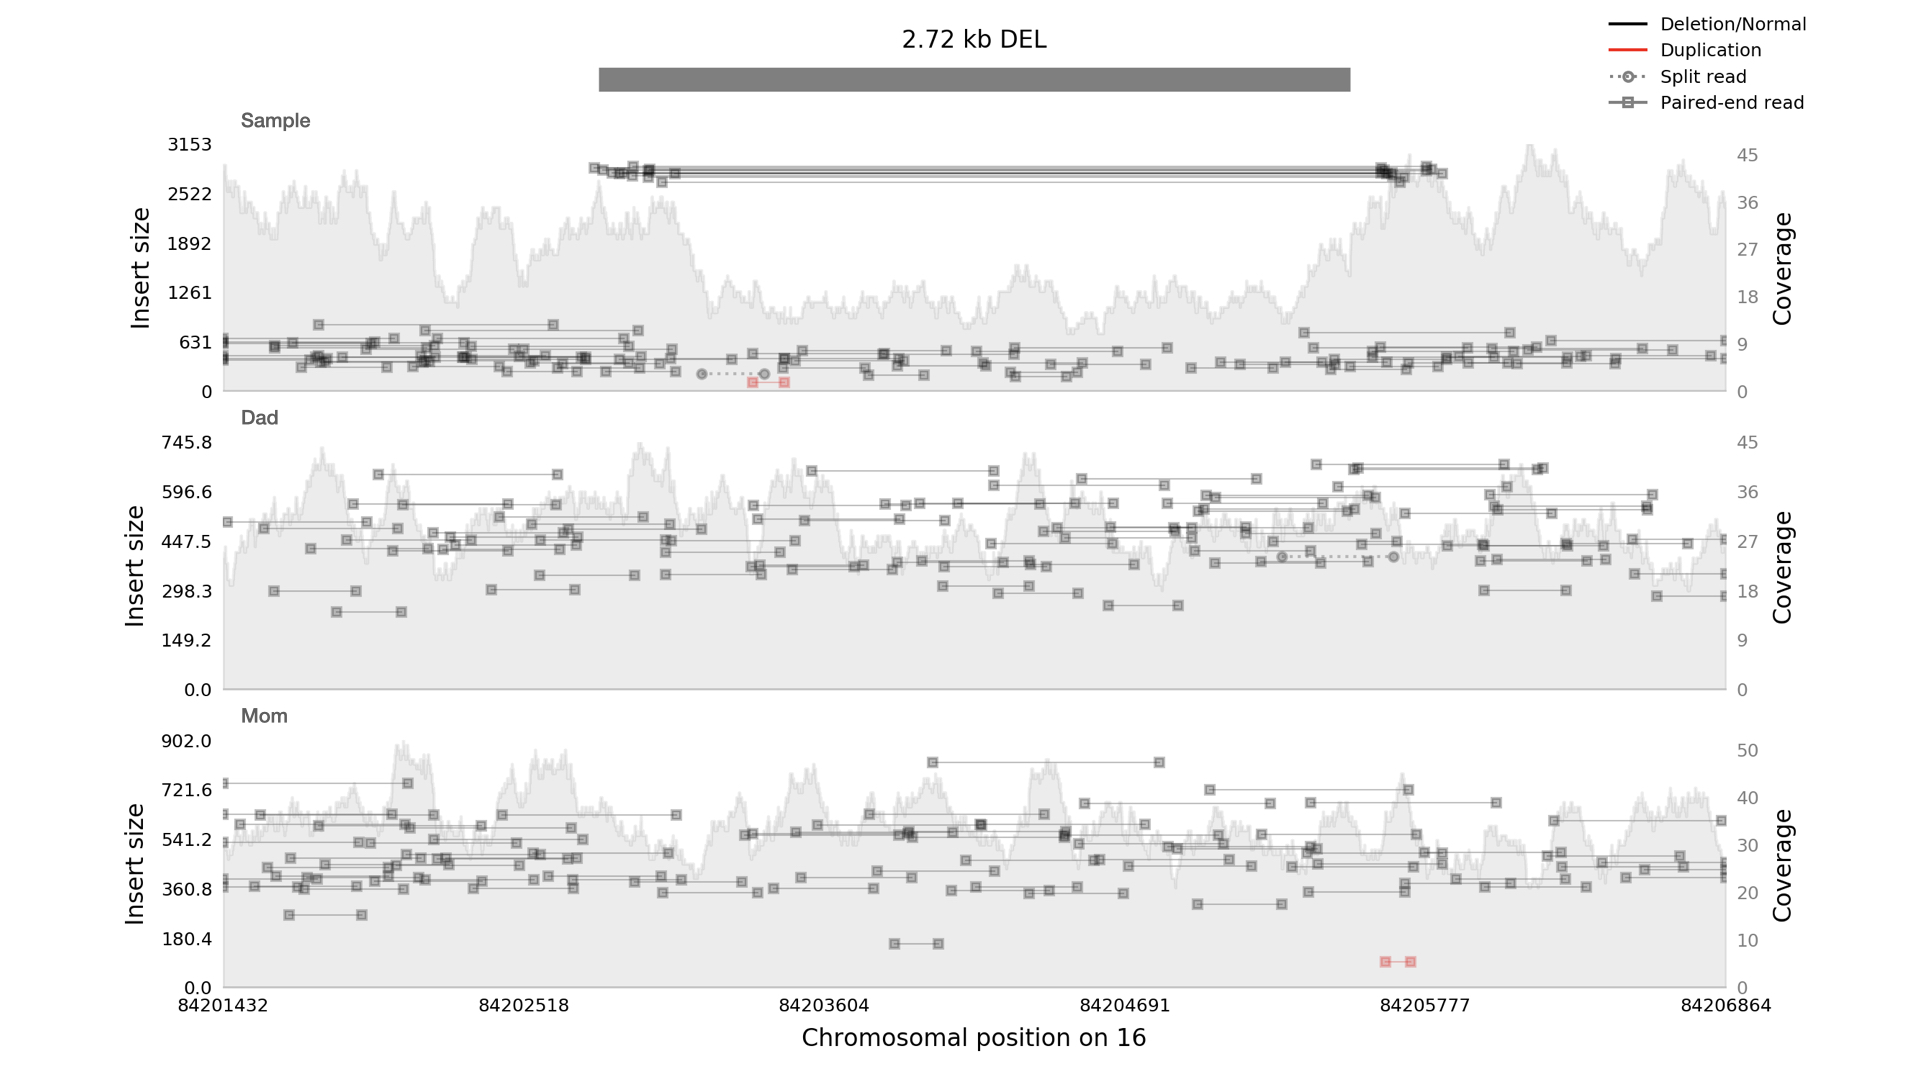 2.72 kb DEL
Deletion/Normal
Duplication
Split read
Paired-end read
Sample
Insert size
3153
2522
1892
1261
631
0
Coverage
45
36
27
18
9
0
Dad
Insert size
745.8
596.6
447.5
298.3
149.2
0.0
Coverage
45
36
27
18
9
0
Mom
Insert size
902.0
721.6
541.2
360.8
180.4
0.0
Coverage
50
40
30
20
10
0
84201432 84202518 84203604 84204691 84205777 84206864
Chromosomal position on 16